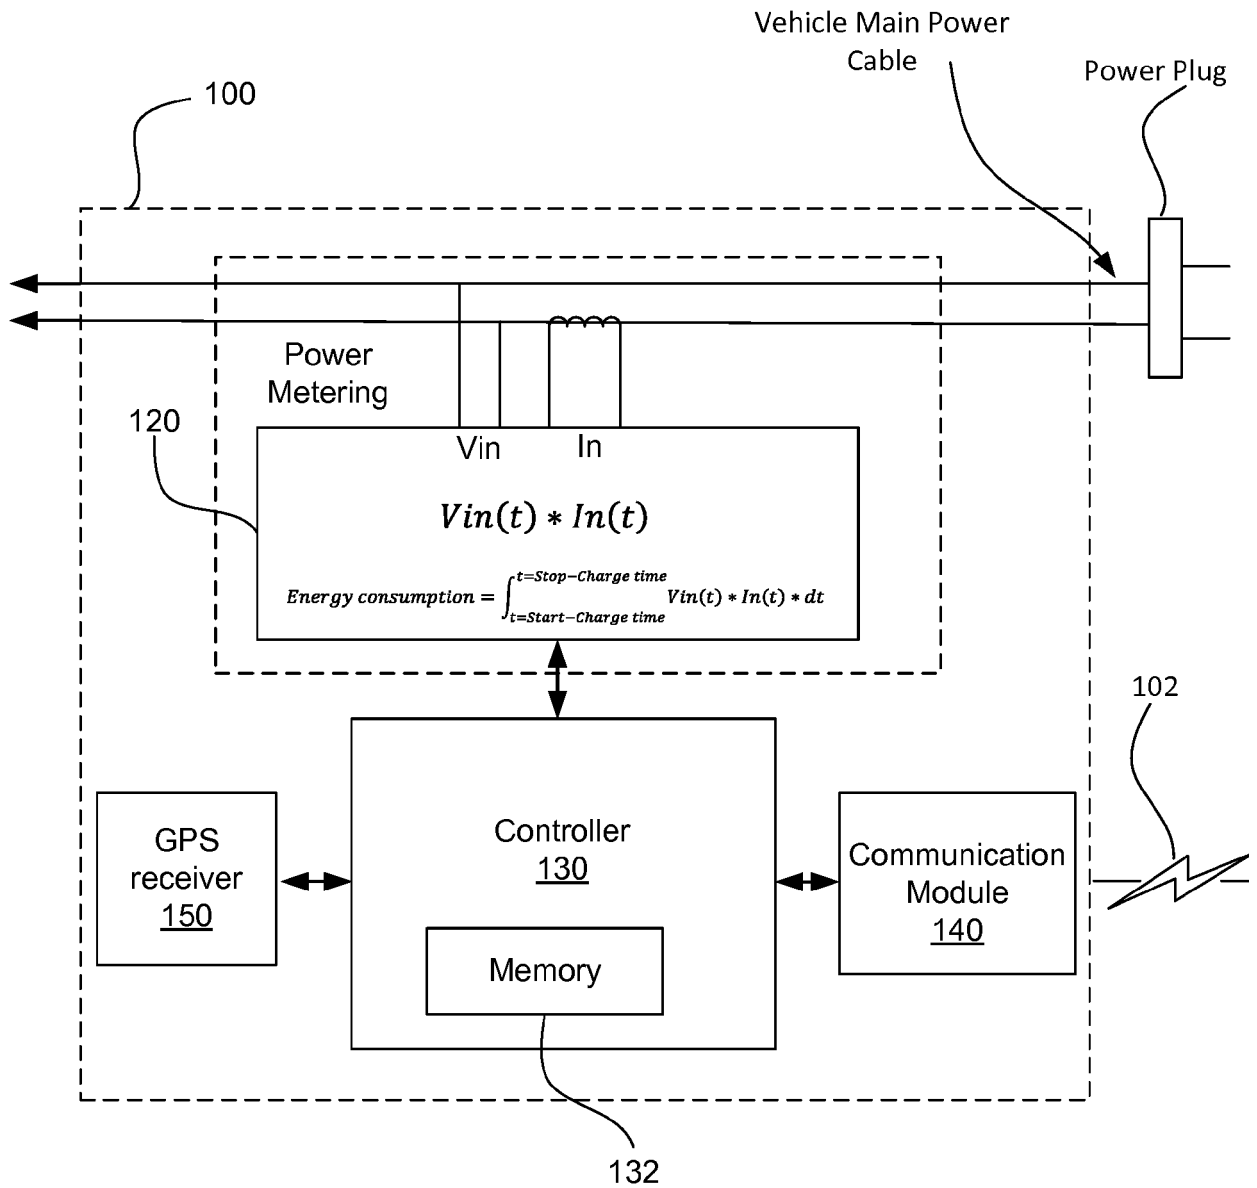 Vehicle Main Power
Cable
Power Plug
100
Power
Metering
120
Vin
In
Vin(t) ∗ In(t)
Energy consumption = ∫ t=Start−Charge time t=Stop−Charge time Vin(t) ∗ In(t) ∗ dt
102
GPS
receiver
150
Controller
130
Communication
Module
140
Memory
132